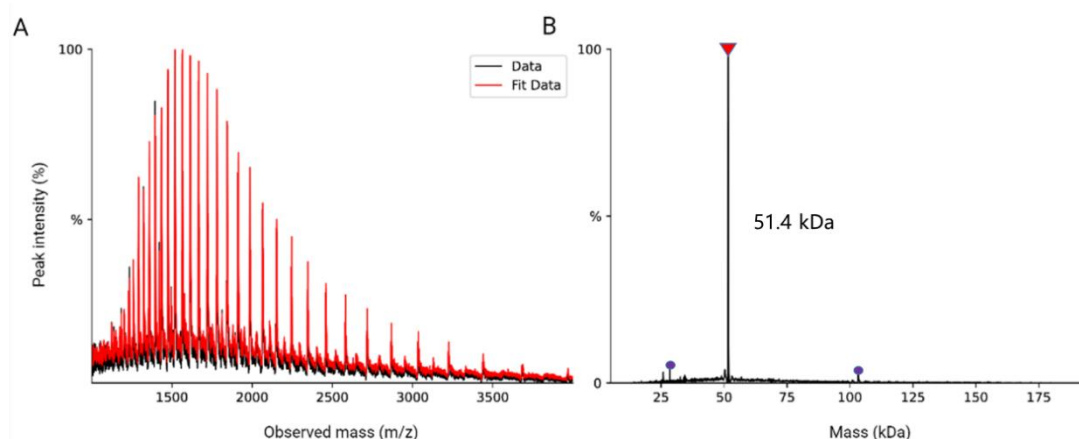 A
B
100
100
Data
Fit Data
Peak intensity (%)
%
%
51.4 kDa
0
1500
2000
2500
3000
3500
25
50
75
100
125
150
175
Observed mass (m/z)
Mass (kDa)